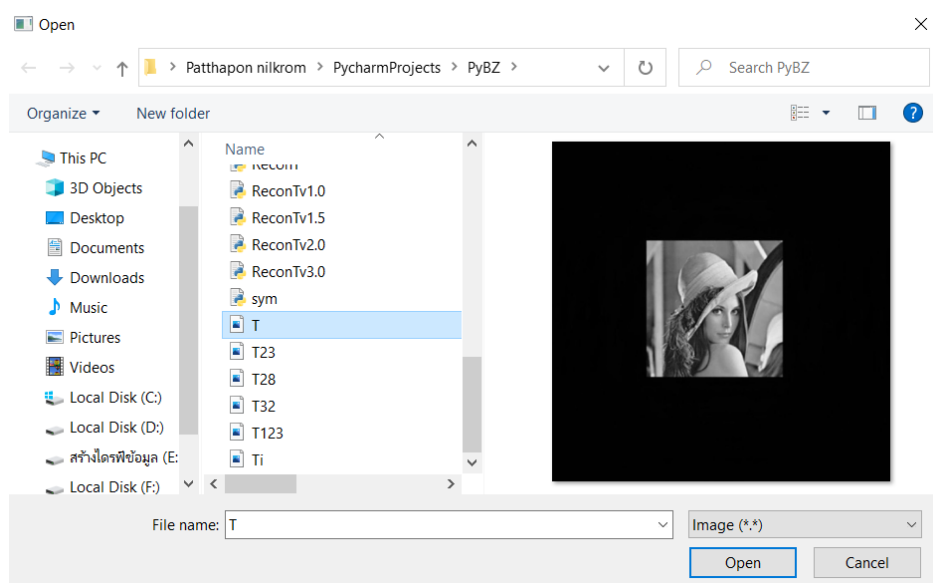 Open
Patthapon nilkrom > PycharmProjects > PyBZ >
Search PyBZ
Organize
New folder
?
This PC
3D Objects
Desktop
Documents
Downloads
Music
Pictures
Videos
Local Disk (C:)
Local Disk (D:)
สร้างไดรฟ์ข้อมูล (E:
Local Disk (F:)
Name
ReconTv1.0
ReconTv1.5
ReconTv2.0
ReconTv3.0
sym
T
T23
T28
T32
T123
Ti
File name: T
Image (*.*)
Open
Cancel